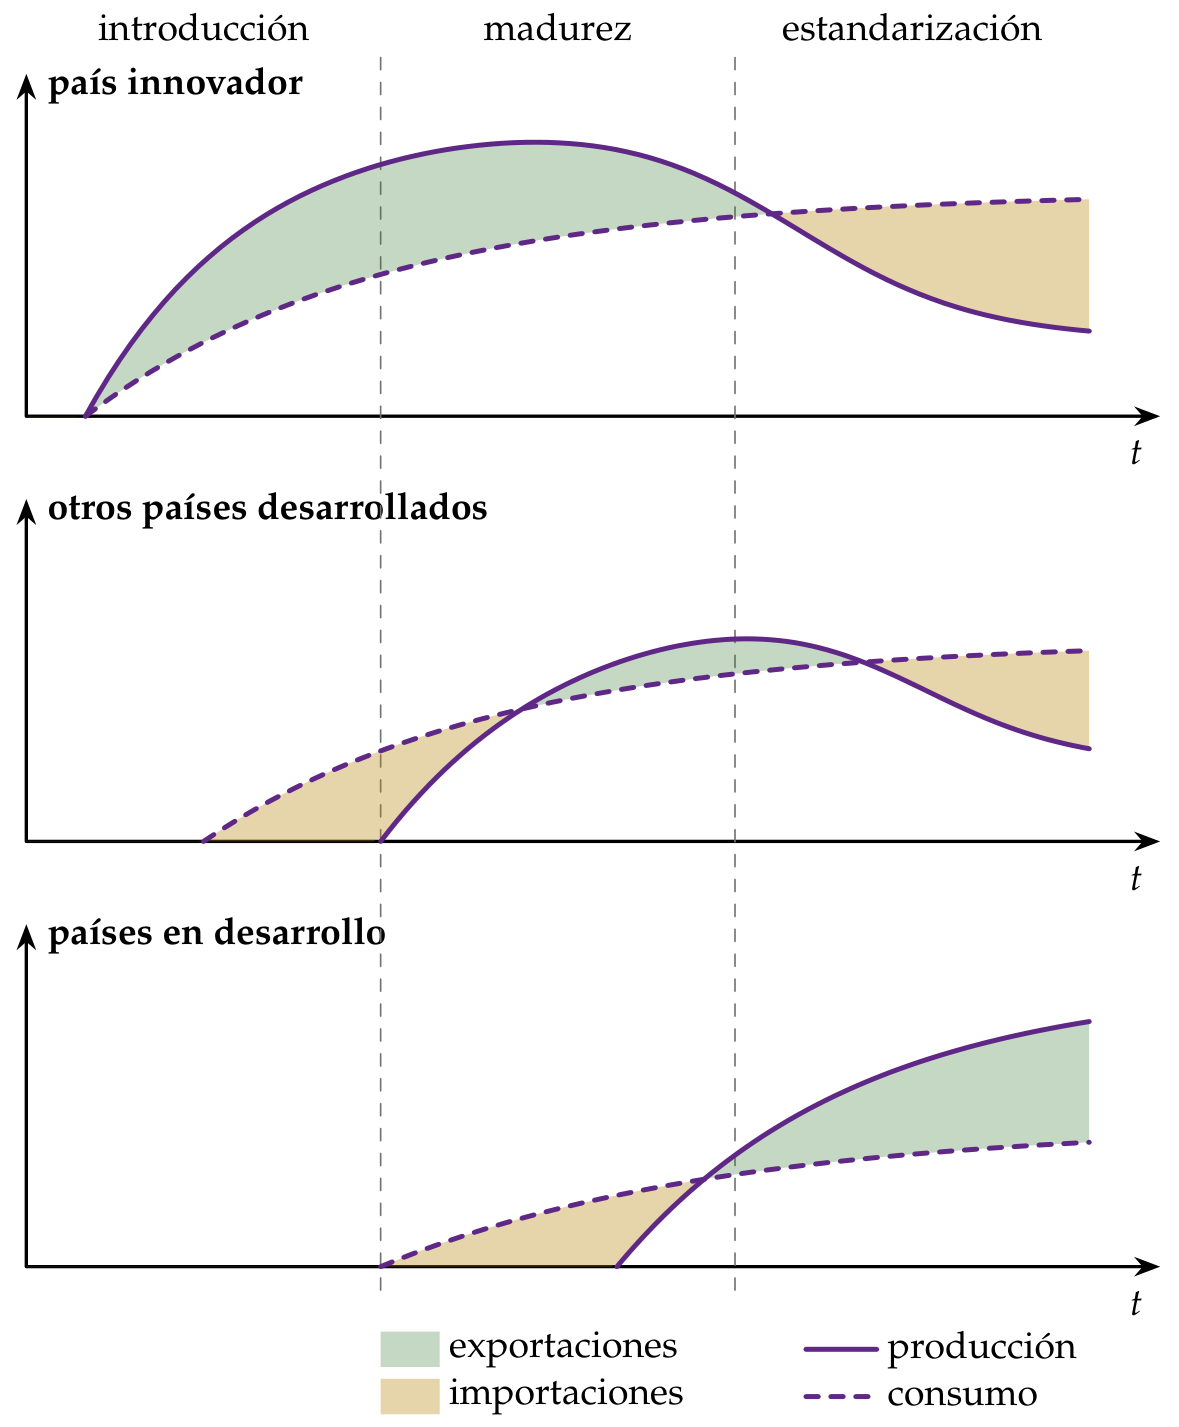 introducción madurez estandarización
país innovador
t
otros países desarrollados
t
países en desarrollo
t
exportaciones producción
importaciones consumo